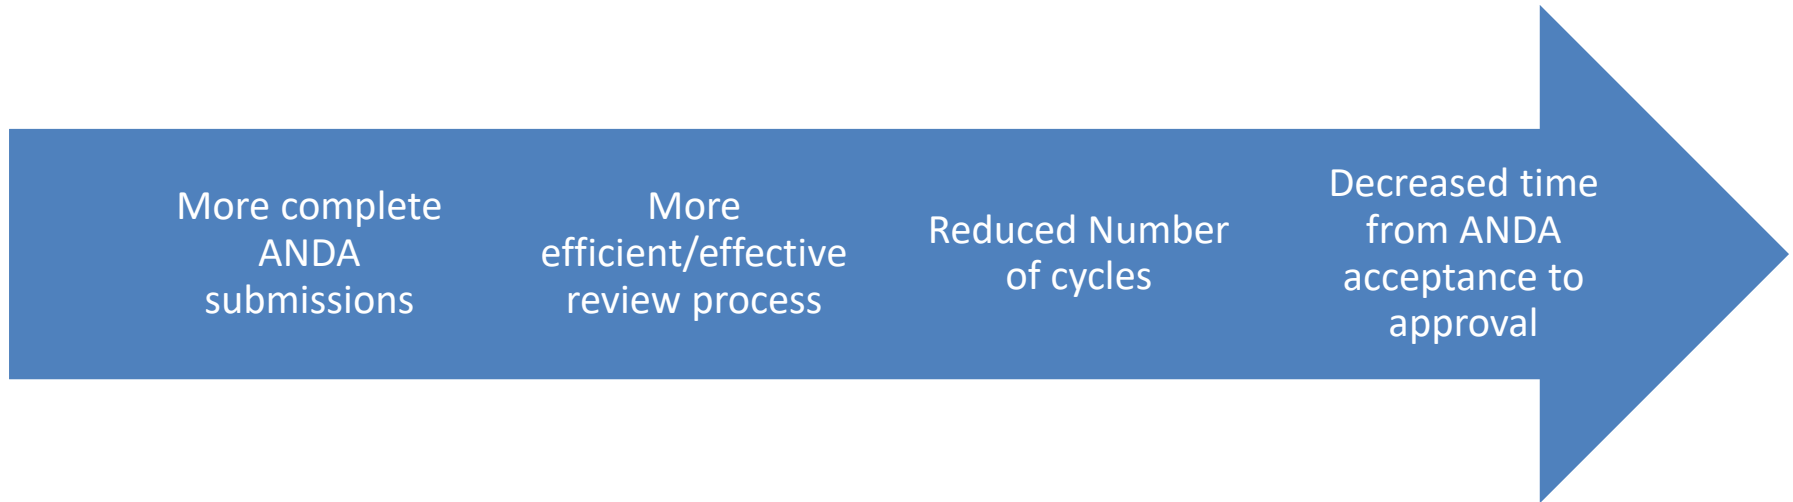 More complete
ANDA
submissions
More
efficient/effective
review process
Reduced Number
of cycles
Decreased time
from ANDA
acceptance to
approval